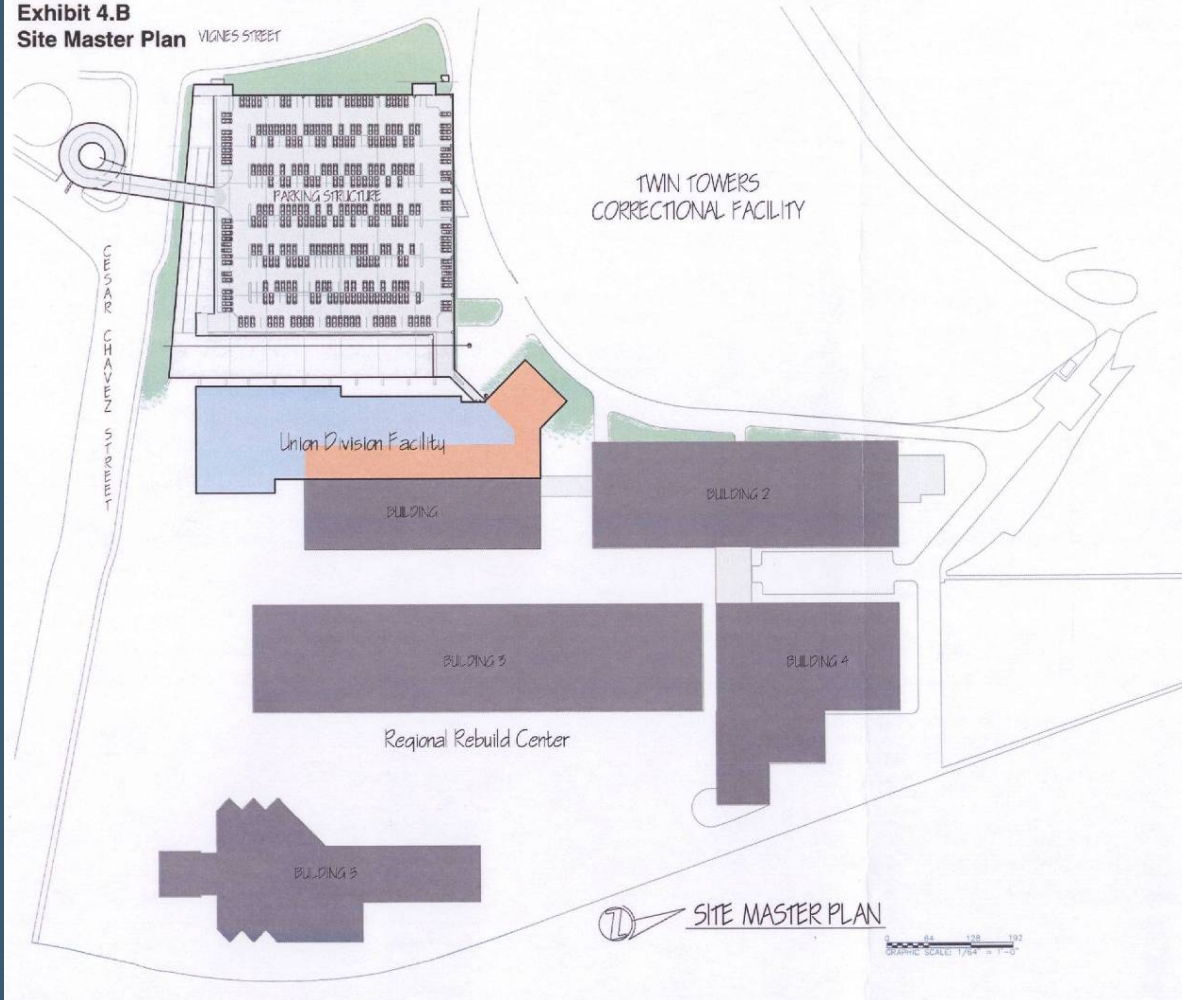 Exhibit 4.B
Site Master Plan
VIGNES STREET
TWIN TOWERS
CORRECTIONAL FACILITY
PARKING STRUCTURE
CESAR CHAVEZ STREET
Union Division Facility
BUILDING
BUILDING 2
BUILDING 3
BUILDING 4
Regional Rebuild Center
BUILDING 5
SITE MASTER PLAN
0 64 128 192
GRAPHIC SCALE: 1/64" = 1'-0"